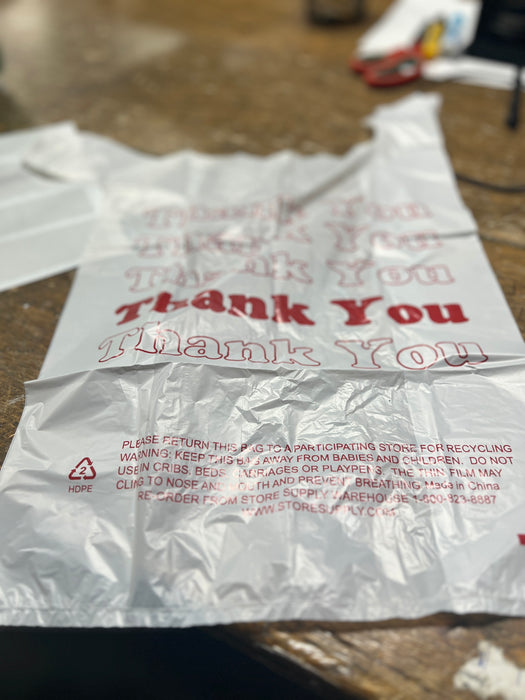 Thank You
Thank You
Thank You
Thank You
Thank You
PLEASE RETURN THIS BAG TO A PARTICIPATING STORE FOR RECYCLING
WARNING: KEEP THIS BAG AWAY FROM BABIES AND CHILDREN. DO NOT
USE IN CRIBS, BEDS, CARRIAGES OR PLAYPENS. THE THIN FILM MAY
CLING TO NOSE AND MOUTH AND PREVENT BREATHING. Made in China
RE-ORDER FROM STORE SUPPLY WAREHOUSE 1-800-823-8887
WWW.STORESUPPLY.COM
2
HDPE